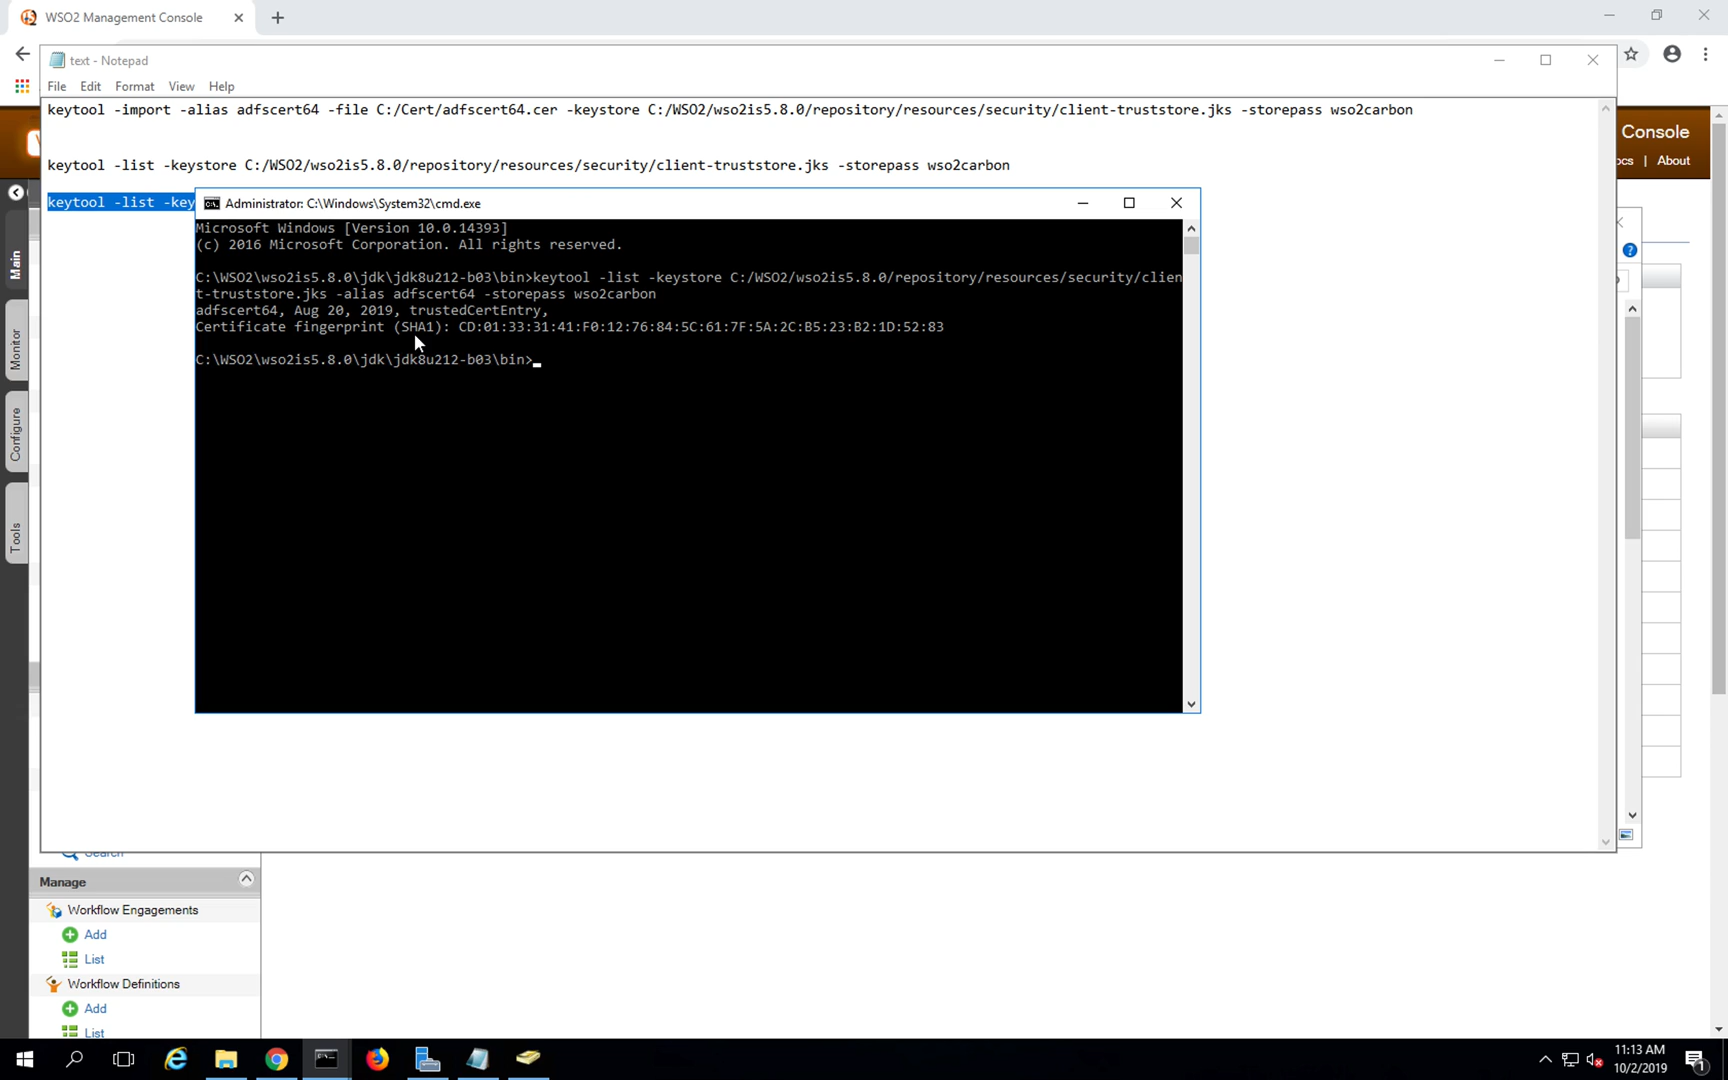 WSO2 Management Console
text - Notepad
File Edit Format View Help
keytool -import -alias adfscert64 -file C:/Cert/adfscert64.cer -keystore C:/WSO2/wso2is5.8.0/repository/resources/security/client-truststore.jks -storepass wso2carbon
Console
ocs | About
keytool -list -keystore C:/WSO2/wso2is5.8.0/repository/resources/security/client-truststore.jks -storepass wso2carbon
keytool -list -key
Administrator: C:\Windows\System32\cmd.exe
Microsoft Windows [Version 10.0.14393]
(c) 2016 Microsoft Corporation. All rights reserved.
C:\WSO2\wso2is5.8.0\jdk\jdk8u212-b03\bin>keytool -list -keystore C:/WSO2/wso2is5.8.0/repository/resources/security/clien
t-truststore.jks -alias adfscert64 -storepass wso2carbon
adfscert64, Aug 20, 2019, trustedCertEntry,
Certificate fingerprint (SHA1): CD:01:33:31:41:F0:12:76:84:5C:61:7F:5A:2C:B5:23:B2:1D:52:83
C:\WSO2\wso2is5.8.0\jdk\jdk8u212-b03\bin>
Main
Monitor
Configure
Tools
Search
Manage
Workflow Engagements
Add
List
Workflow Definitions
Add
List
11:13 AM
10/2/2019
1